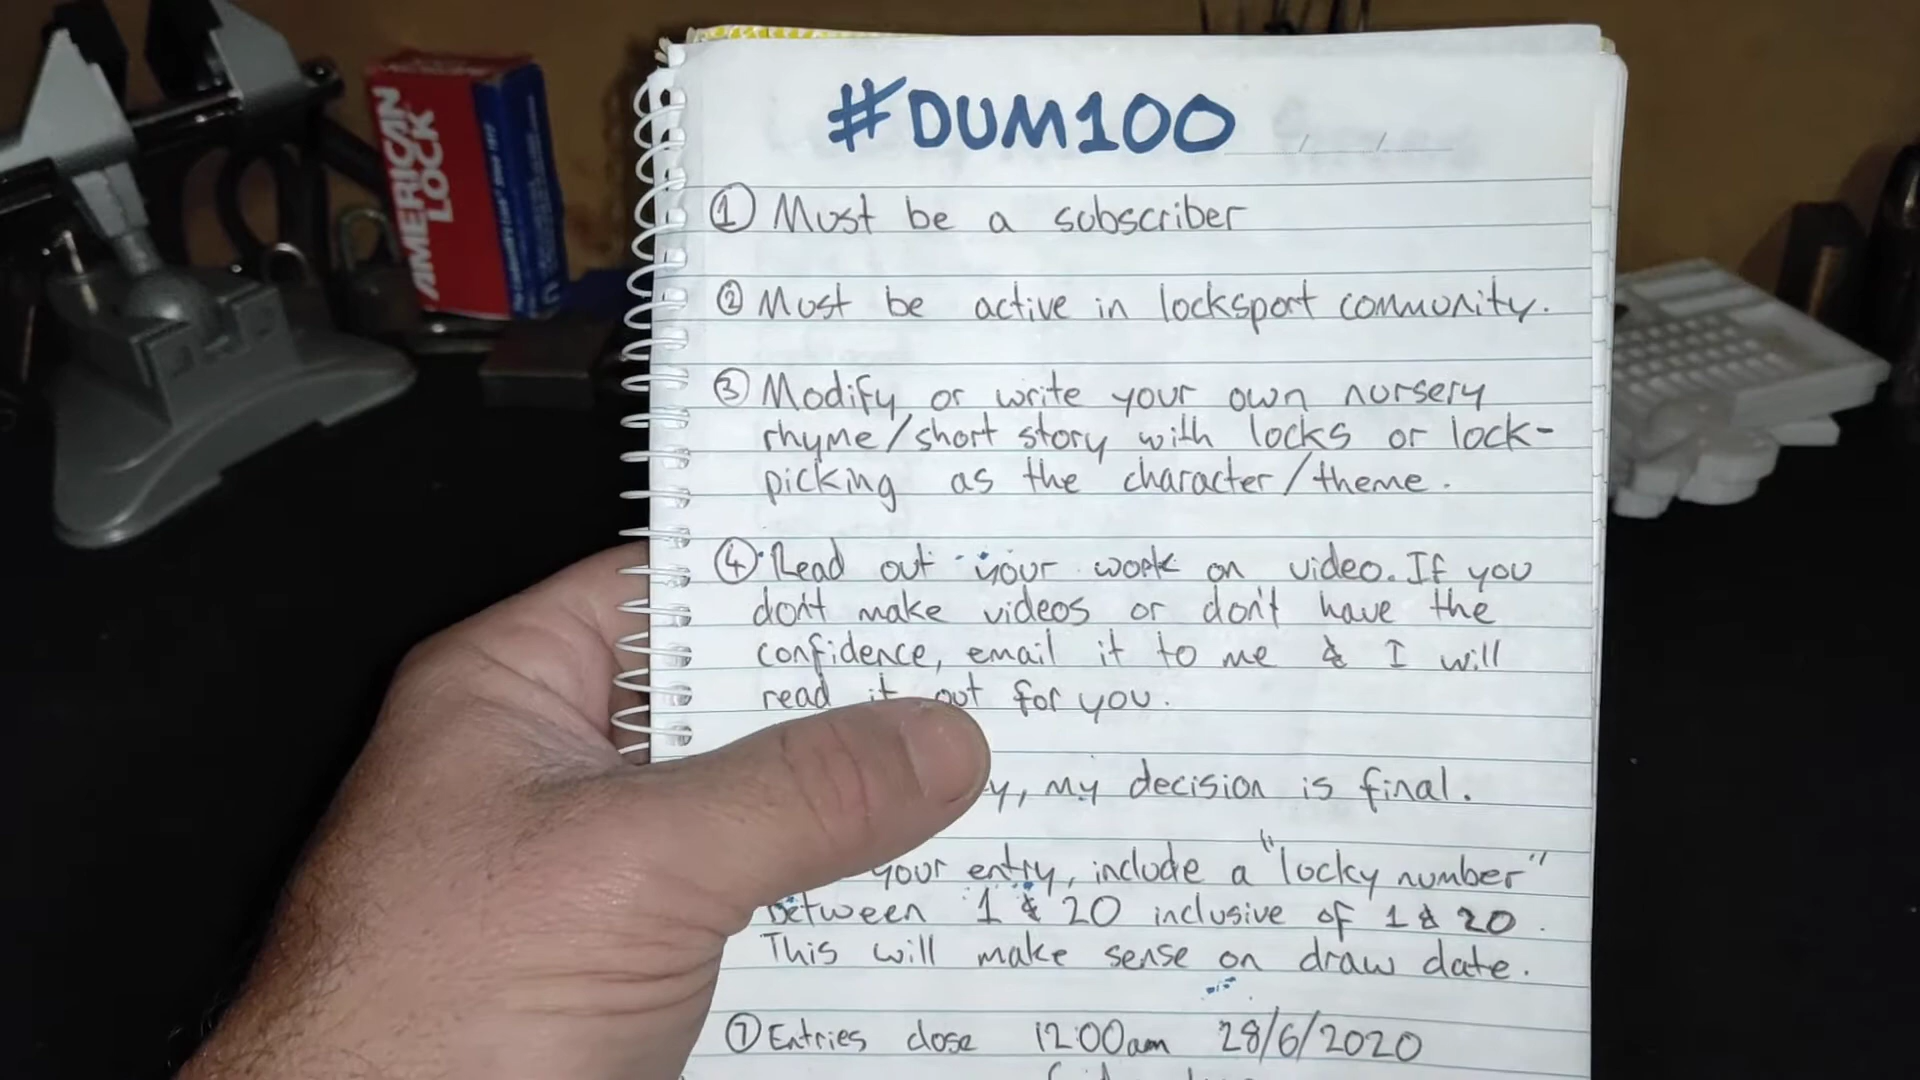 #DUM100
① Must be a subscriber
② Must be active in locksport community.
③ Modify or write your own nursery
rhyme/short story with locks or lock-
picking as the character/theme.
④ Read out your work on video. If you
don't make videos or don't have the
confidence, email it to me & I will
read it out for you.
my decision is final.
your entry, include a "locky number"
between 1 & 20 inclusive of 1 & 20.
This will make sense on draw date.
⑦ Entries close 12:00am 28/6/2020
AMERICAN
LOCK